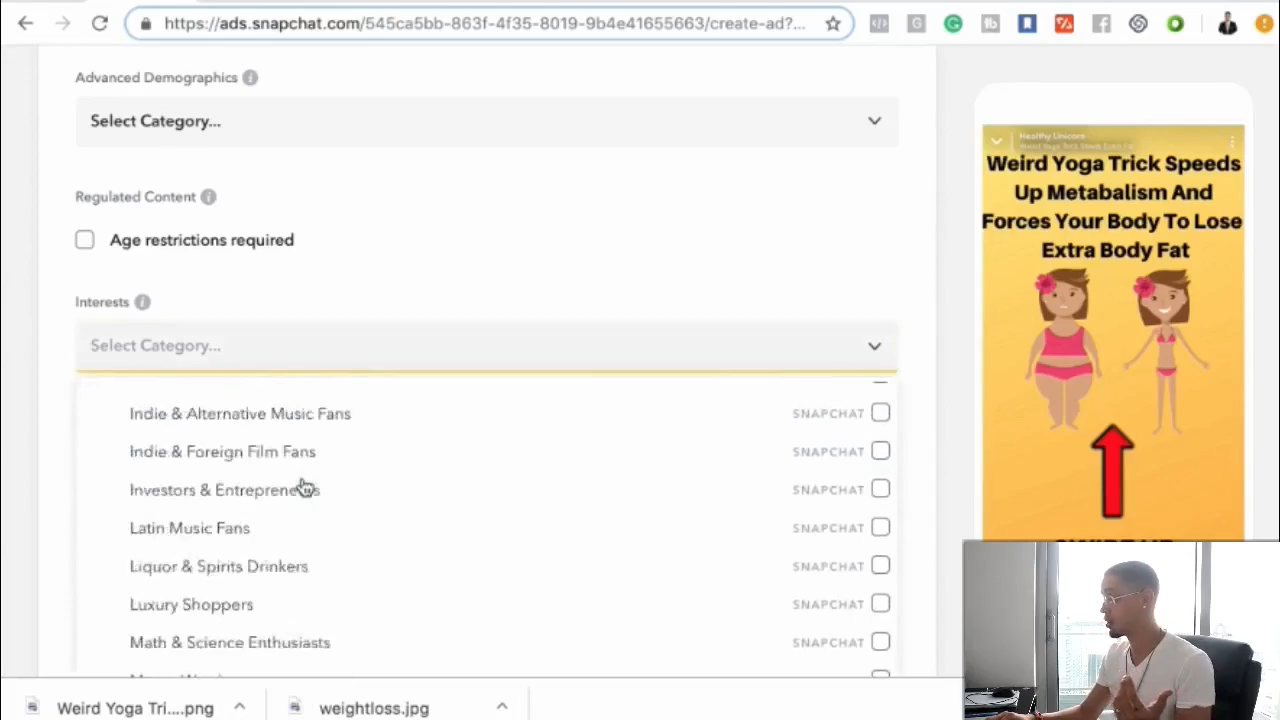 https://ads.snapchat.com/545ca5bb-863f-4f35-8019-9b4e41655663/create-ad?...
Advanced Demographics
Select Category...
Regulated Content
Age restrictions required
Interests
Select Category...
Indie & Alternative Music Fans SNAPCHAT
Indie & Foreign Film Fans SNAPCHAT
Investors & Entrepreneurs SNAPCHAT
Latin Music Fans SNAPCHAT
Liquor & Spirits Drinkers SNAPCHAT
Luxury Shoppers SNAPCHAT
Math & Science Enthusiasts SNAPCHAT
Healthy Unicorn
Weird Yoga Trick Speeds
Up Metabalism And
Forces Your Body To Lose
Extra Body Fat
Weird Yoga Tri....png
weightloss.jpg